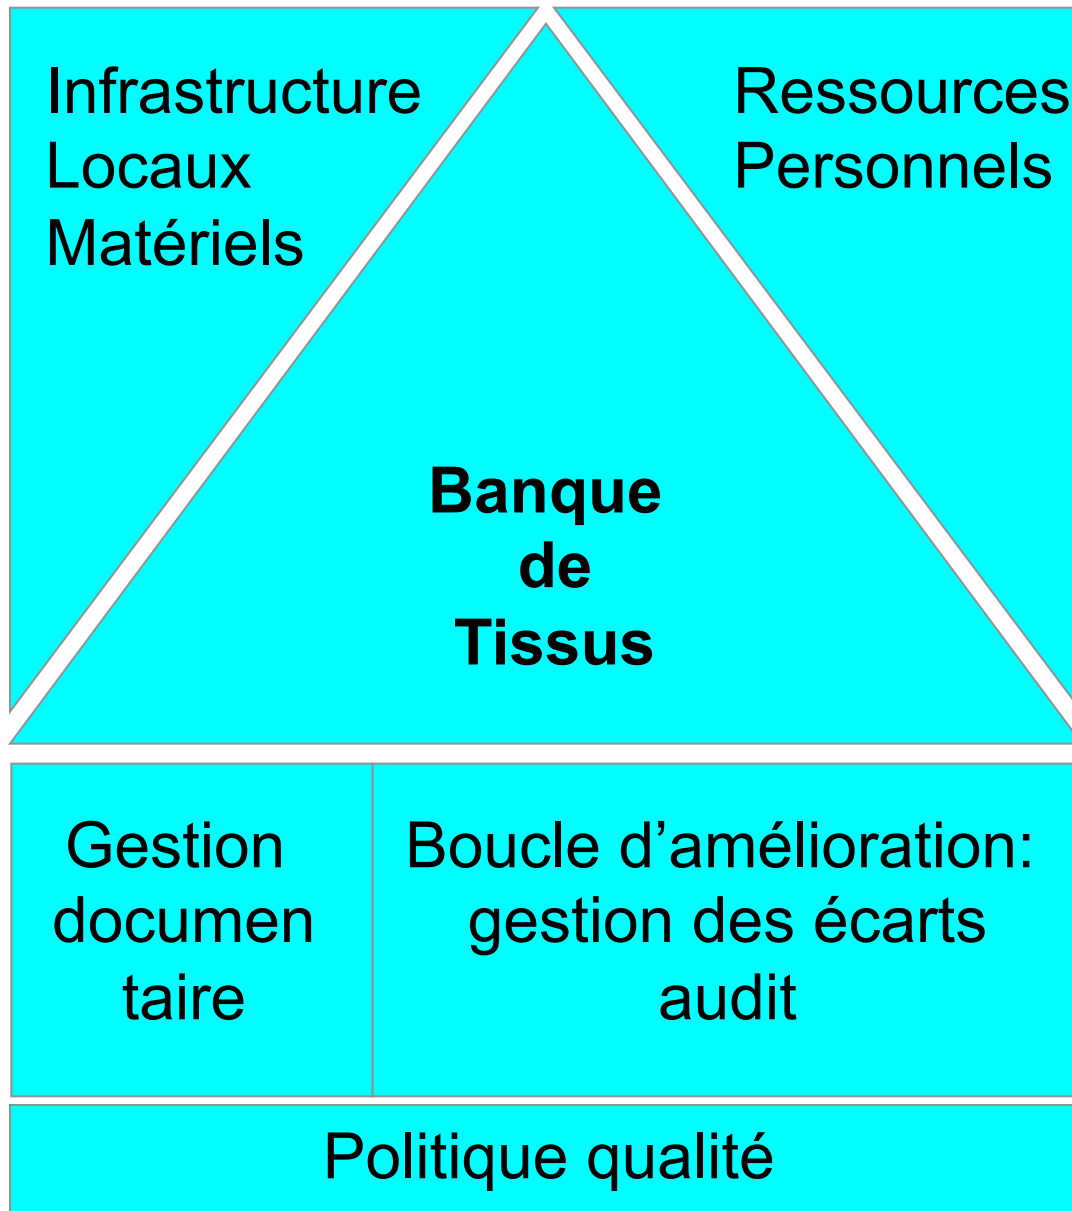 Infrastructure
Locaux
Matériels
Ressources
Personnels
Banque
de
Tissus
Gestion
documen
taire
Boucle d’amélioration:
gestion des écarts
audit
Politique qualité